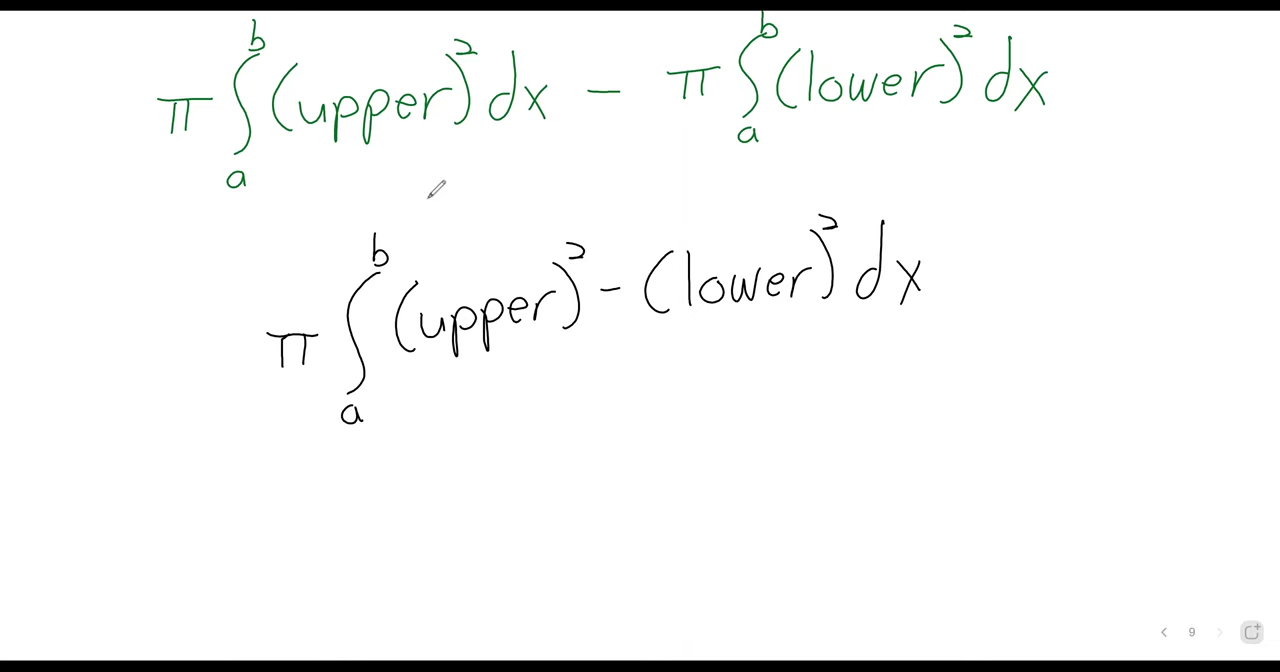 π ∫_a^b (upper)² dx − π ∫_a^b (lower)² dx
π ∫_a^b (upper)² − (lower)² dx
9